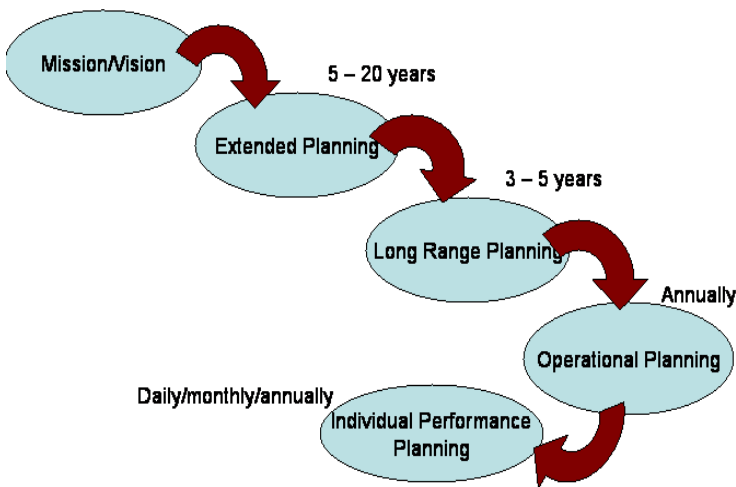 Mission/Vision
5 – 20 years
Extended Planning
3 – 5 years
Long Range Planning
Annually
Operational Planning
Daily/monthly/annually
Individual Performance
Planning